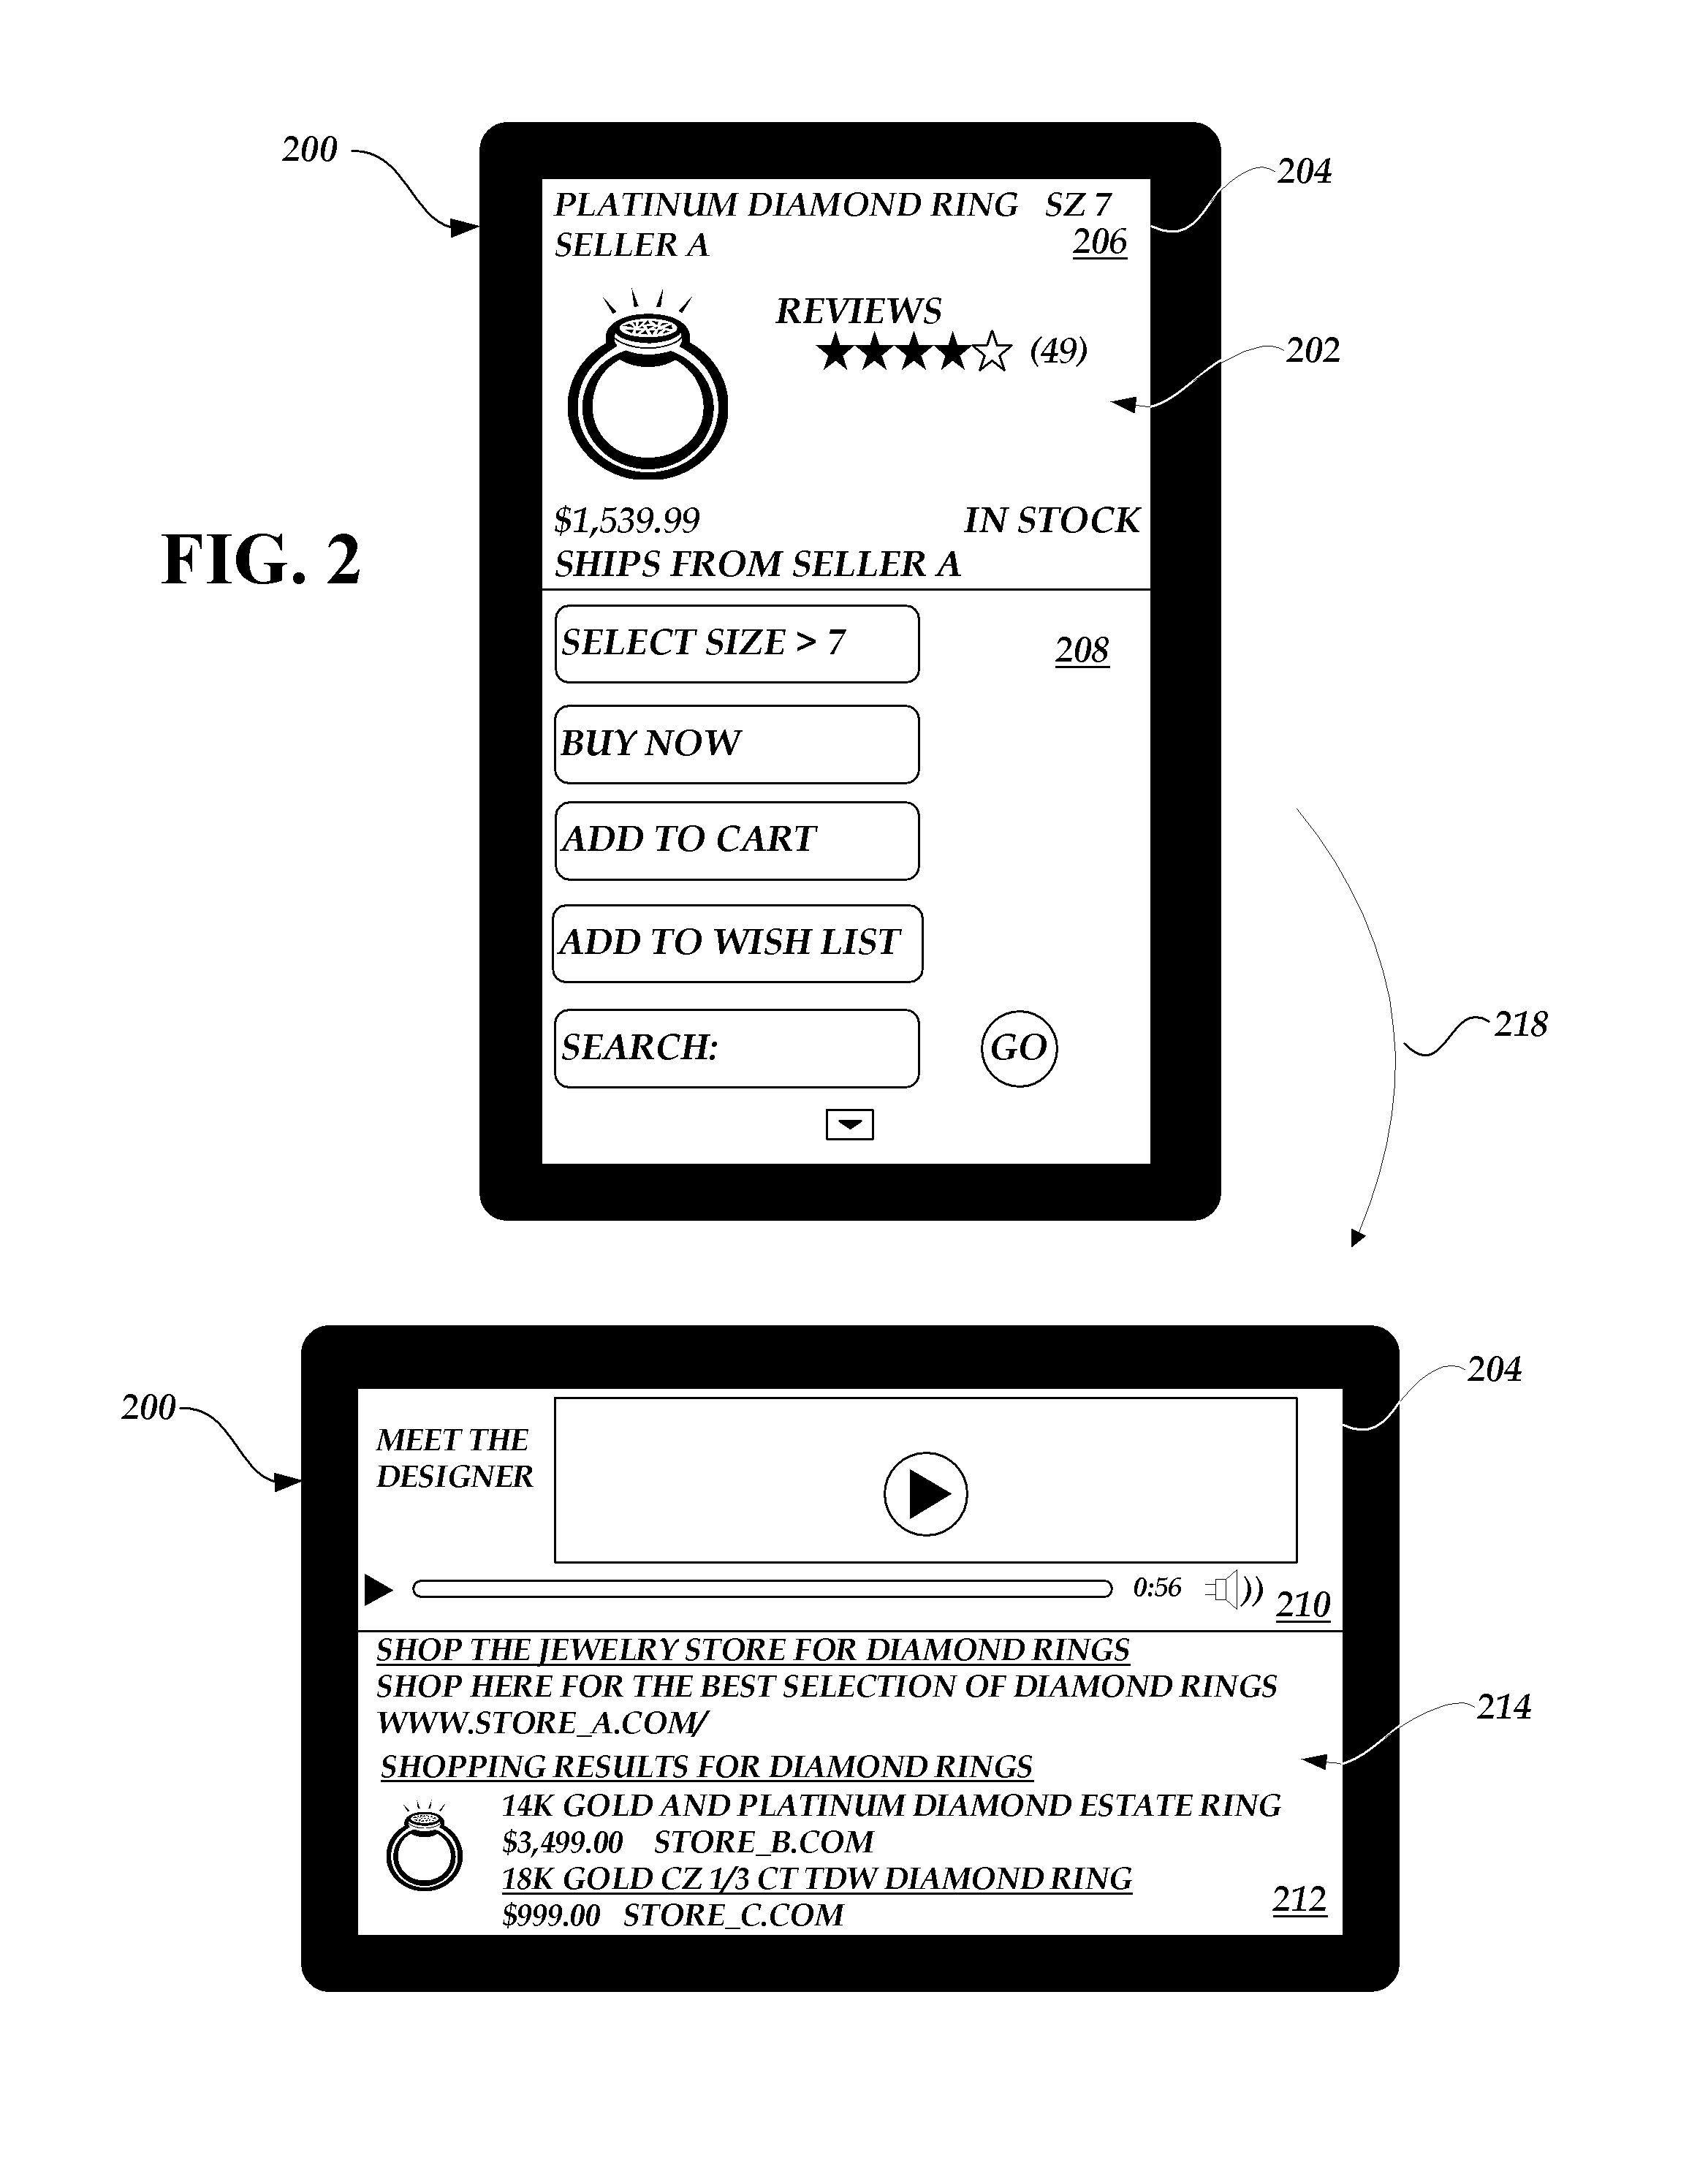 200
204
PLATINUM DIAMOND RING SZ 7
SELLER A 206
REVIEWS
(49)
202
$1,539.99 IN STOCK
SHIPS FROM SELLER A
FIG. 2
SELECT SIZE > 7
208
BUY NOW
ADD TO CART
ADD TO WISH LIST
SEARCH: GO
218
200
204
MEET THE
DESIGNER
0:56
210
SHOP THE JEWELRY STORE FOR DIAMOND RINGS
SHOP HERE FOR THE BEST SELECTION OF DIAMOND RINGS
WWW.STORE_A.COM/
214
SHOPPING RESULTS FOR DIAMOND RINGS
14K GOLD AND PLATINUM DIAMOND ESTATE RING
$3,499.00 STORE_B.COM
18K GOLD CZ 1/3 CT TDW DIAMOND RING
212
$999.00 STORE_C.COM